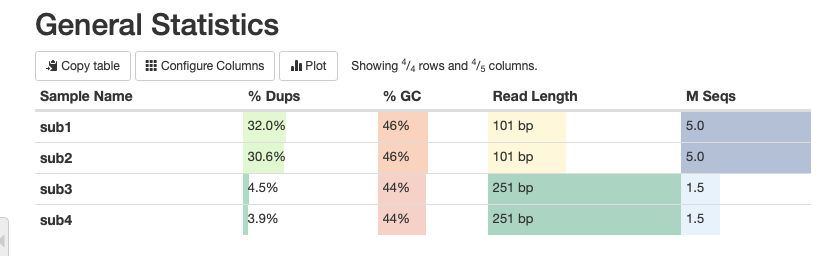 General Statistics
Copy table Configure Columns Plot Showing 4/4 rows and 4/5 columns.
Sample Name % Dups % GC Read Length M Seqs
sub1 32.0% 46% 101 bp 5.0
sub2 30.6% 46% 101 bp 5.0
sub3 4.5% 44% 251 bp 1.5
sub4 3.9% 44% 251 bp 1.5